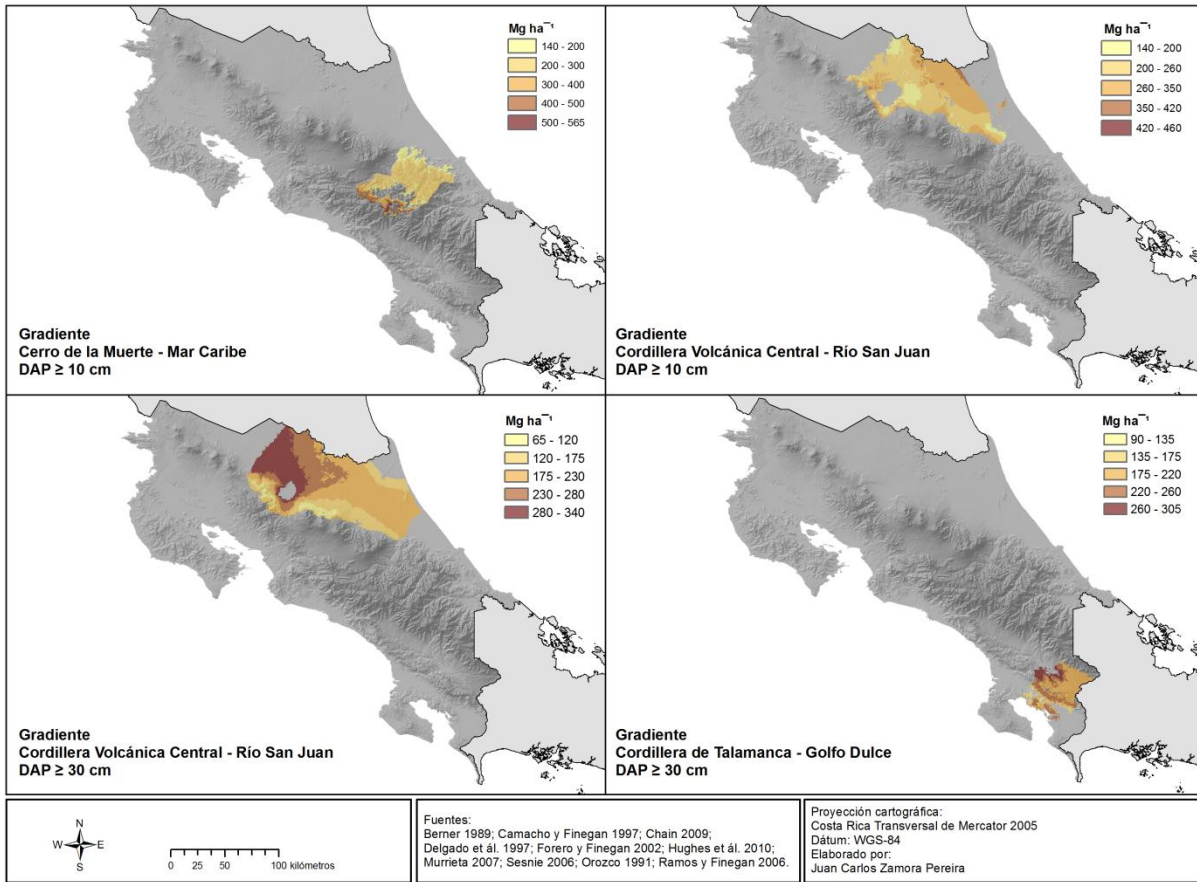 Mg ha⁻¹
140 - 200
200 - 300
300 - 400
400 - 500
500 - 565
Gradiente
Cerro de la Muerte - Mar Caribe
DAP ≥ 10 cm
Mg ha⁻¹
140 - 200
200 - 260
260 - 350
350 - 420
420 - 460
Gradiente
Cordillera Volcánica Central - Río San Juan
DAP ≥ 10 cm
Mg ha⁻¹
65 - 120
120 - 175
175 - 230
230 - 280
280 - 340
Gradiente
Cordillera Volcánica Central - Río San Juan
DAP ≥ 30 cm
Mg ha⁻¹
90 - 135
135 - 175
175 - 220
220 - 260
260 - 305
Gradiente
Cordillera de Talamanca - Golfo Dulce
DAP ≥ 30 cm
N
W E
S
0 25 50 100 kilómetros
Fuentes:
Berner 1989; Camacho y Finegan 1997; Chain 2009;
Delgado et ál. 1997; Forero y Finegan 2002; Hughes et ál. 2010;
Murrieta 2007; Sesnie 2006; Orozco 1991; Ramos y Finegan 2006.
Proyección cartográfica:
Costa Rica Transversal de Mercator 2005
Dátum: WGS-84
Elaborado por:
Juan Carlos Zamora Pereira